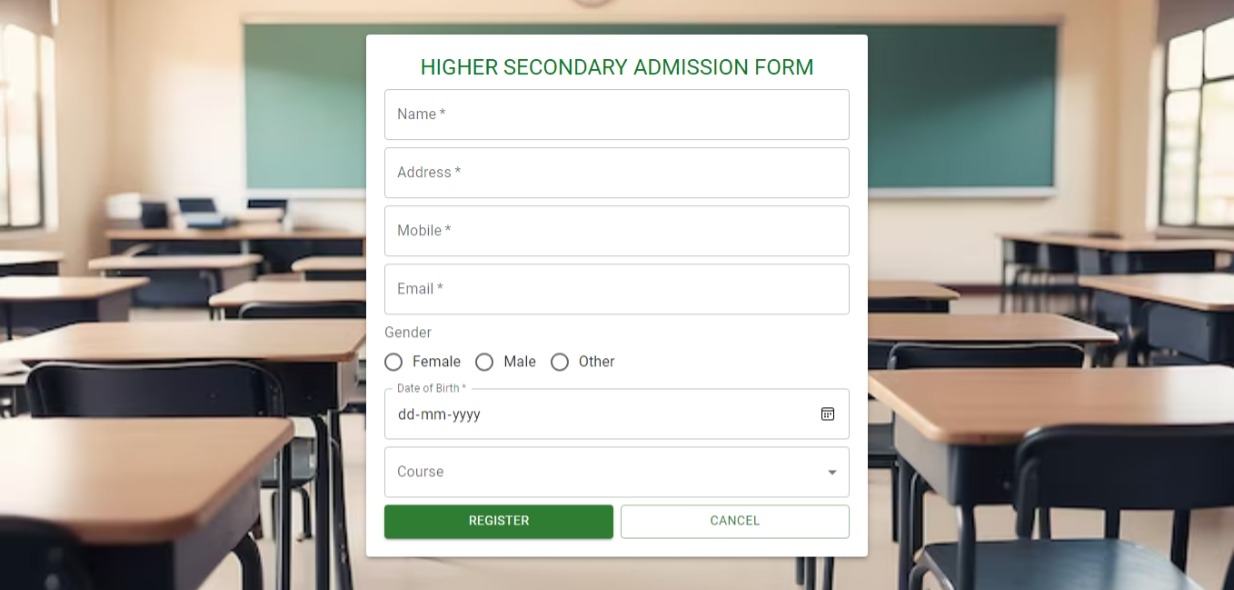 HIGHER SECONDARY ADMISSION FORM
Name *
Address *
Mobile *
Email *
Gender
Female Male Other
Date of Birth *
dd-mm-yyyy
Course
REGISTER CANCEL